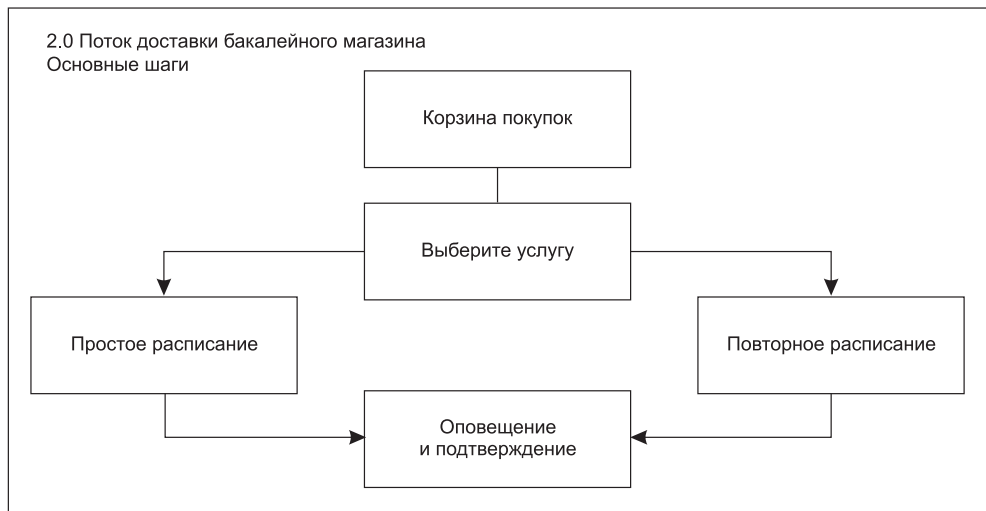 2.0 Поток доставки бакалейного магазина
Основные шаги
Корзина покупок
Выберите услугу
Простое расписание
Повторное расписание
Оповещение
и подтверждение